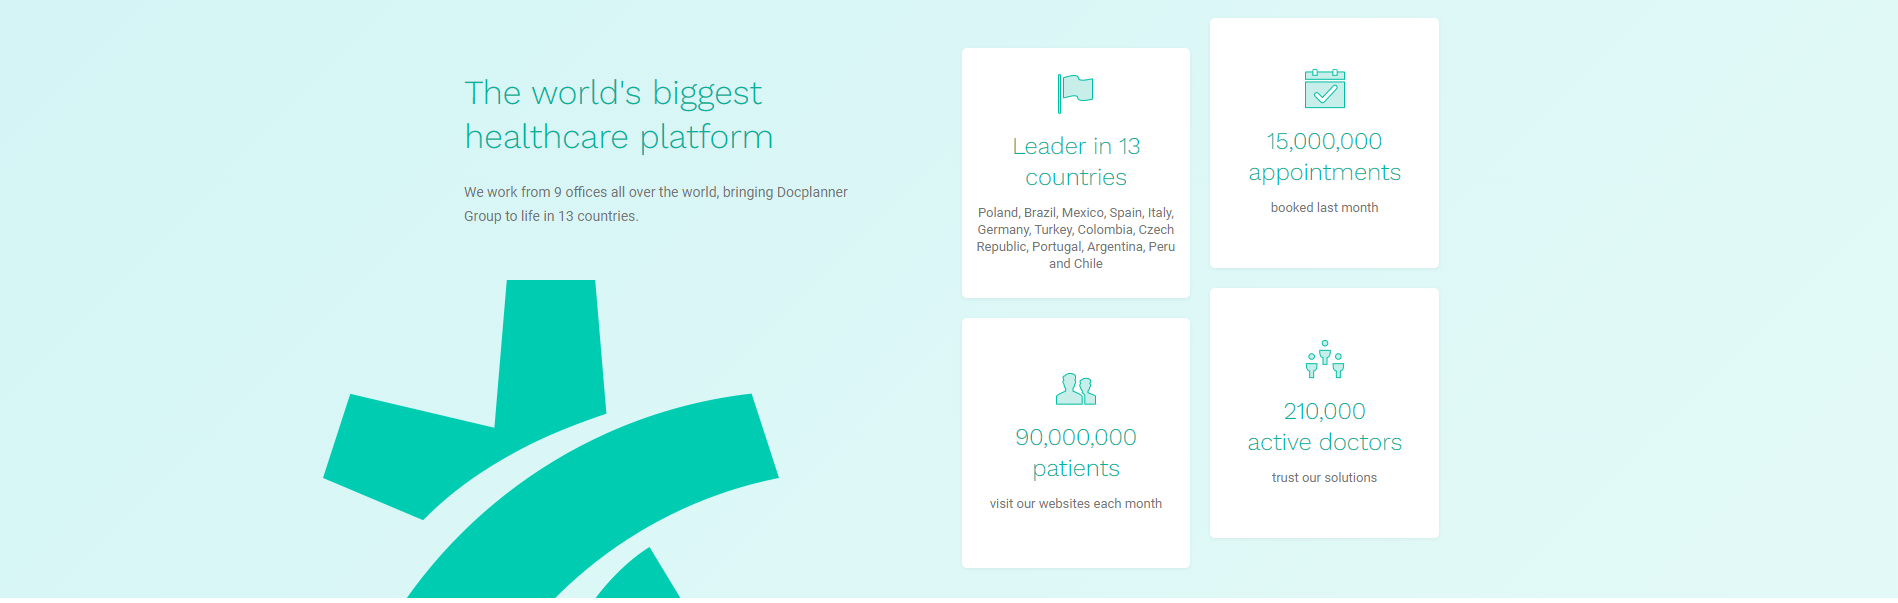 The world's biggest
healthcare platform
We work from 9 offices all over the world, bringing Docplanner
Group to life in 13 countries.
Leader in 13
countries
Poland, Brazil, Mexico, Spain, Italy,
Germany, Turkey, Colombia, Czech
Republic, Portugal, Argentina, Peru
and Chile
15,000,000
appointments
booked last month
90,000,000
patients
visit our websites each month
210,000
active doctors
trust our solutions